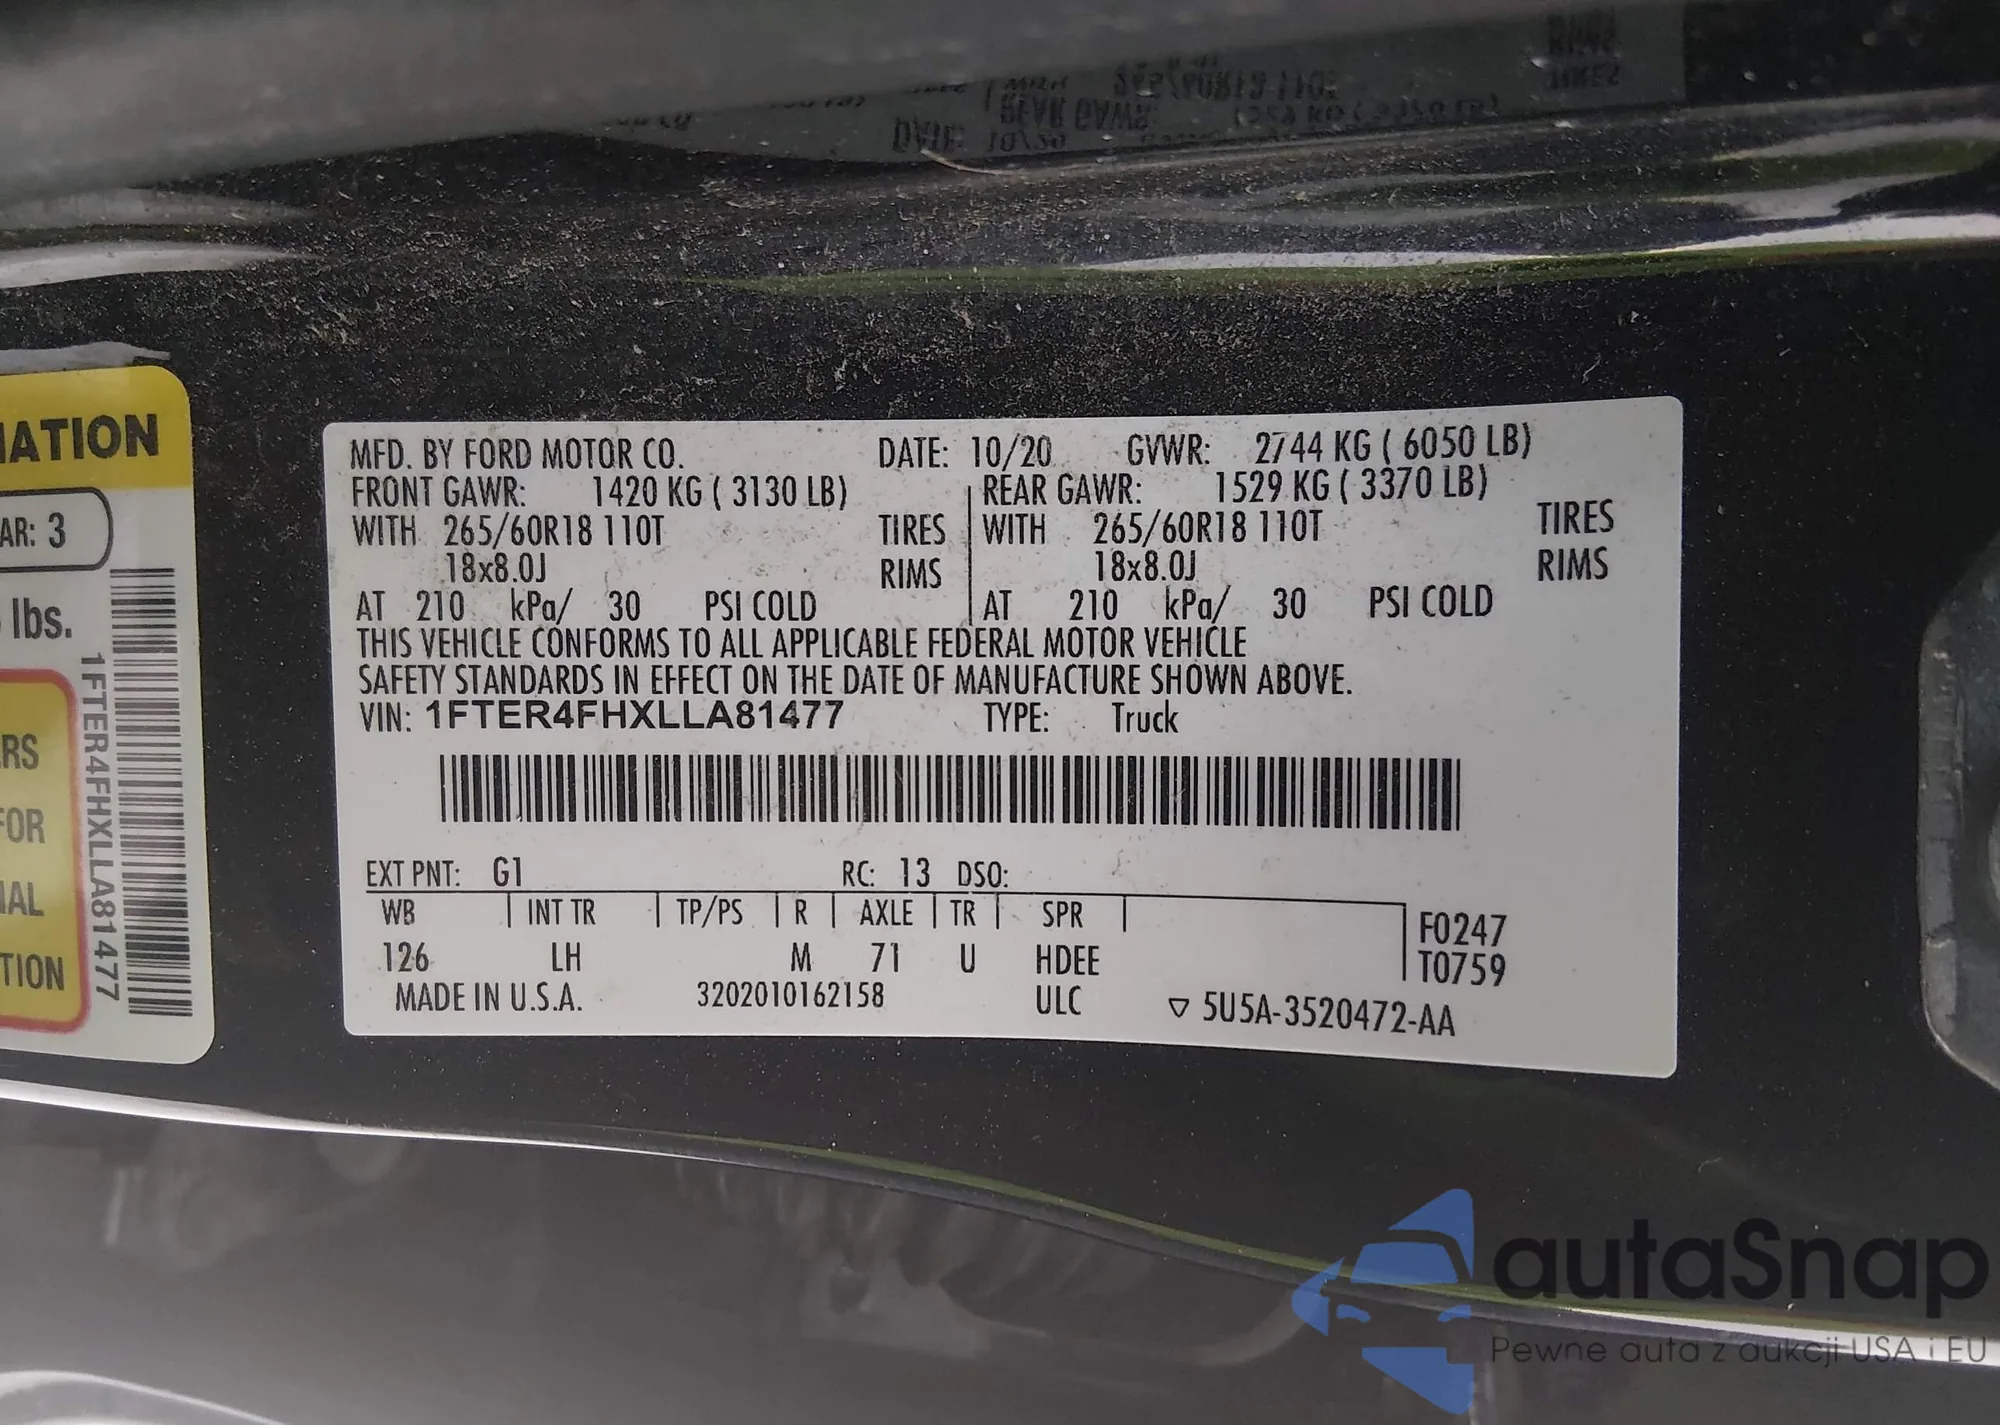 MATION
AR: 3
lbs.
RS
FOR
IAL
TION
1FTER4FHXLLA81477
MFD. BY FORD MOTOR CO. DATE: 10/20 GVWR: 2744 KG ( 6050 LB)
FRONT GAWR: 1420 KG ( 3130 LB) REAR GAWR: 1529 KG ( 3370 LB)
WITH 265/60R18 110T TIRES WITH 265/60R18 110T TIRES
18x8.0J RIMS 18x8.0J RIMS
AT 210 kPa/ 30 PSI COLD AT 210 kPa/ 30 PSI COLD
THIS VEHICLE CONFORMS TO ALL APPLICABLE FEDERAL MOTOR VEHICLE
SAFETY STANDARDS IN EFFECT ON THE DATE OF MANUFACTURE SHOWN ABOVE.
VIN: 1FTER4FHXLLA81477 TYPE: Truck
EXT PNT: G1 RC: 13 DSO:
WB INT TR TP/PS R AXLE TR SPR F0247
126 LH M 71 U HDEE T0759
MADE IN U.S.A. 3202010162158 ULC ▽ 5U5A-3520472-AA
autaSnap
Pewne auta z aukcji USA i EU